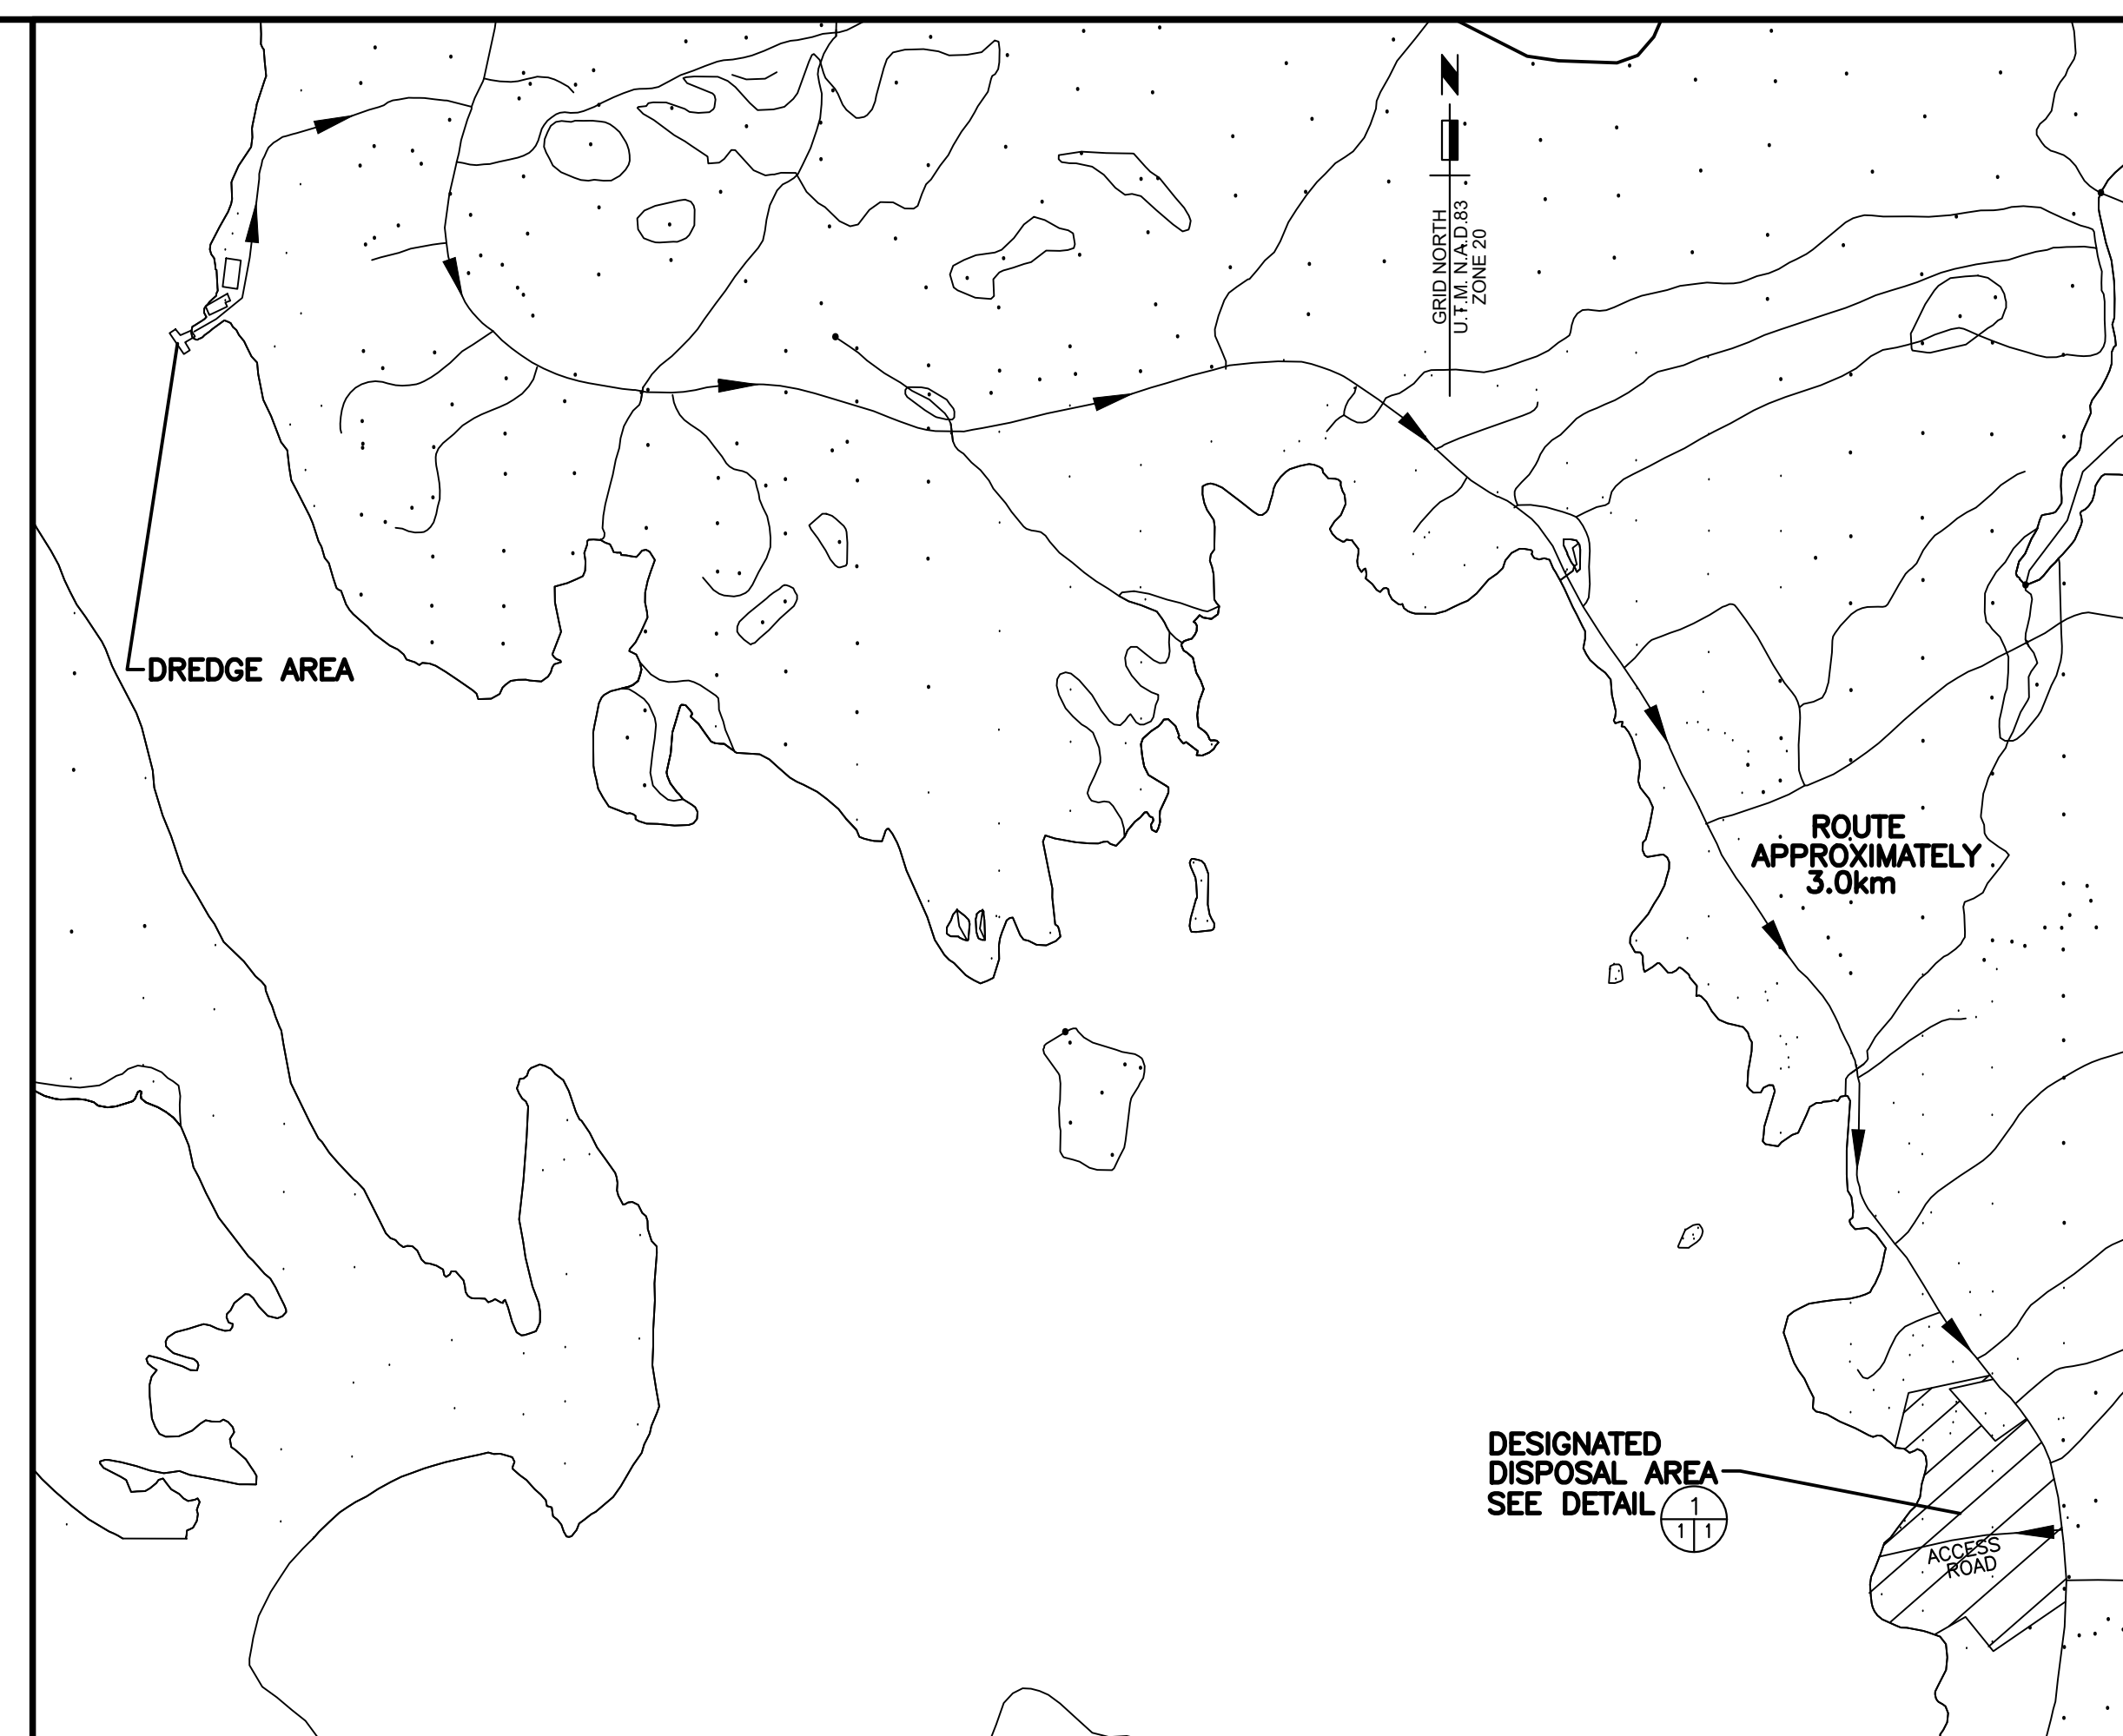 N
GRID NORTH
U.T.M. N.A.D.83
ZONE 20
DREDGE AREA
ROUTE
APPROXIMATELY
3.0km
DESIGNATED
DISPOSAL AREA
SEE DETAIL
1
1 1
ACCESS
ROAD